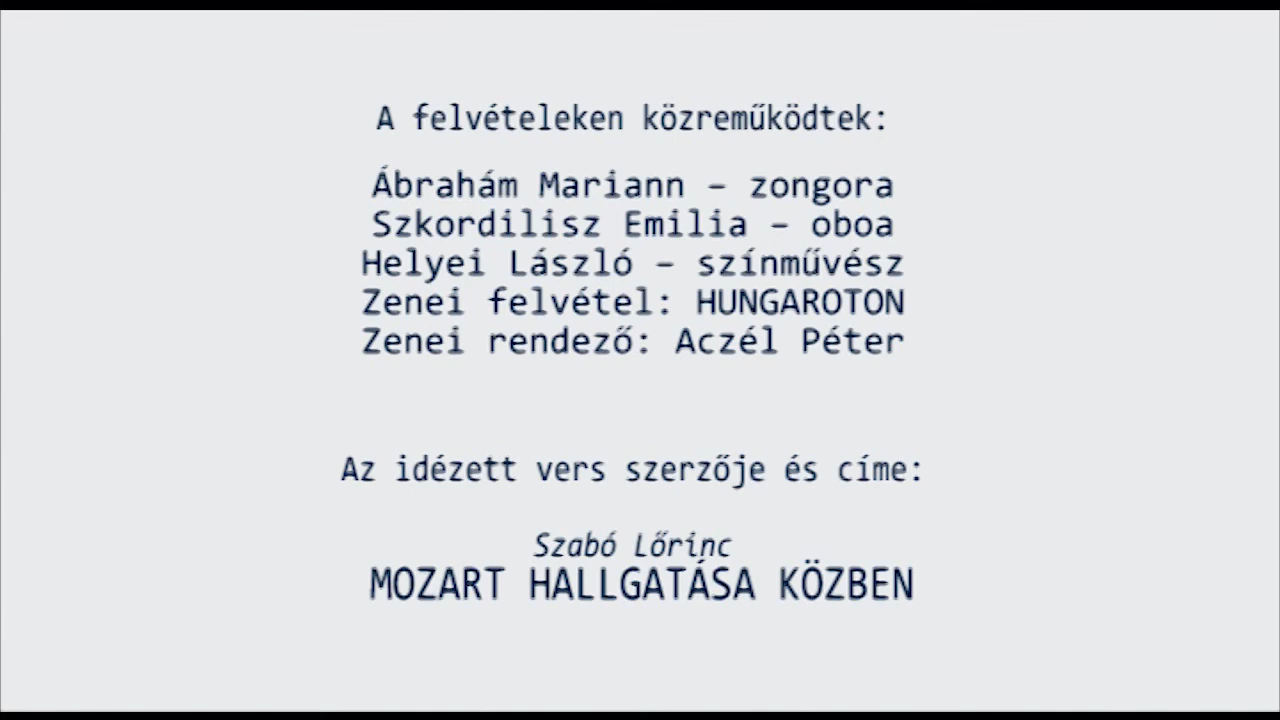 A felvételeken közreműködtek:
Ábrahám Mariann – zongora
Szkordilisz Emilia – oboa
Helyei László – színművész
Zenei felvétel: HUNGAROTON
Zenei rendező: Aczél Péter
Az idézett vers szerzője és címe:
Szabó Lőrinc
MOZART HALLGATÁSA KÖZBEN